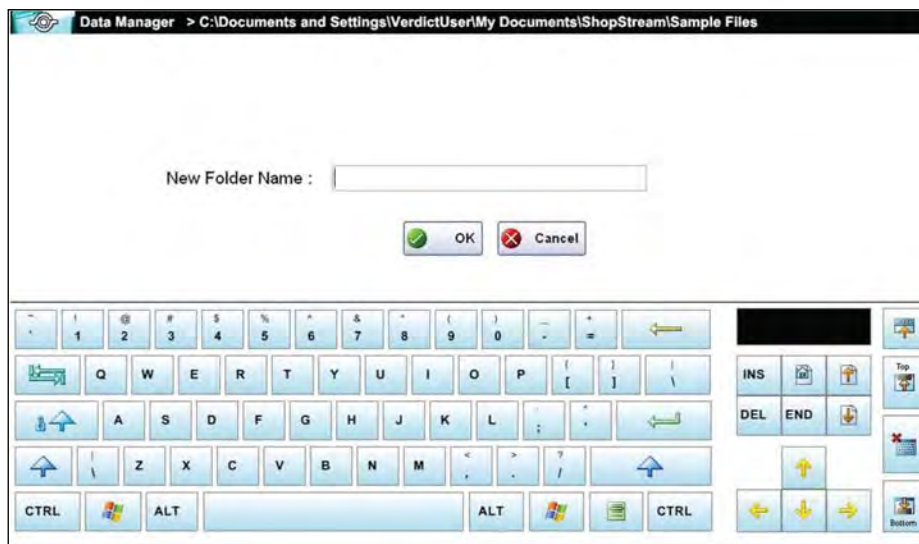 Data Manager > C:\Documents and Settings\VerdictUser\My Documents\ShopStream\Sample Files
New Folder Name :
OK Cancel
~ ! @ # $ % ^ & * ( ) _ +
` 1 2 3 4 5 6 7 8 9 0 - =
Q W E R T Y U I O P { [ } ] | \
INS
Top
A S D F G H J K L : ; " '
DEL END
| \ Z X C V B N M < , > . ? /
CTRL ALT ALT CTRL
Bottom